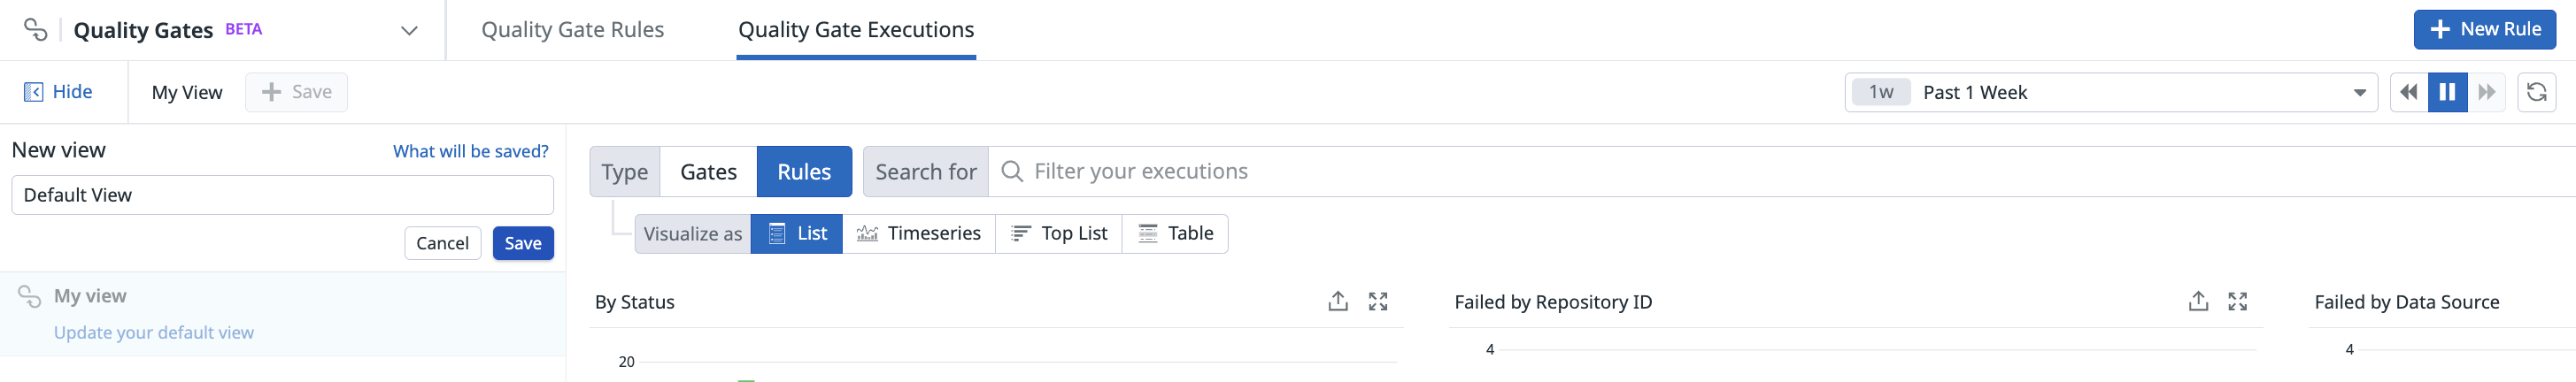 Quality Gates BETA
Quality Gate Rules
Quality Gate Executions
New Rule
Hide
My View
Save
1w Past 1 Week
New view
What will be saved?
Default View
Cancel
Save
My view
Update your default view
Type Gates Rules
Search for Filter your executions
Visualize as List Timeseries Top List Table
By Status
20
Failed by Repository ID
4
Failed by Data Source
4